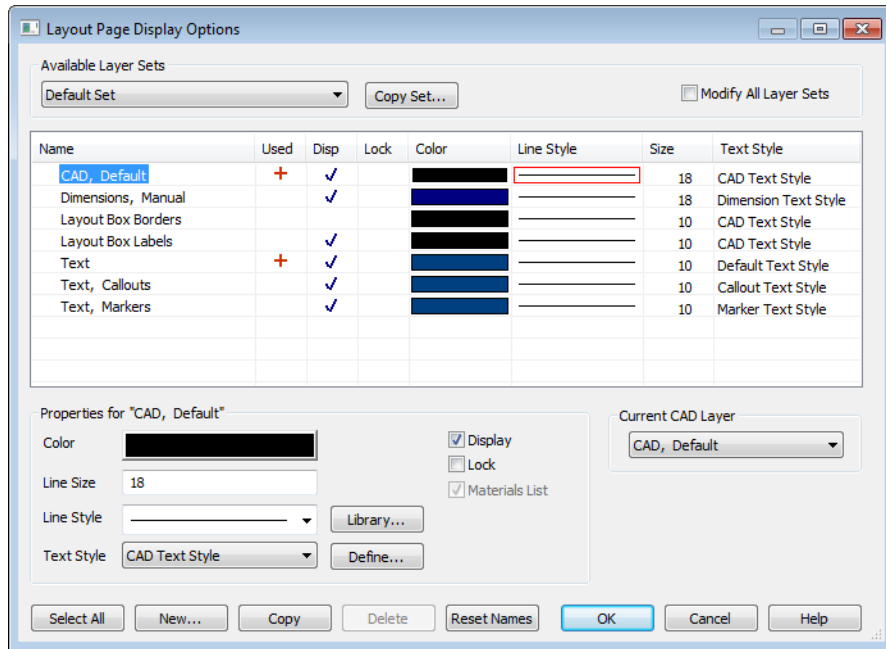 Layout Page Display Options
Available Layer Sets
Default Set Copy Set... Modify All Layer Sets
Name Used Disp Lock Color Line Style Size Text Style
CAD, Default 18 CAD Text Style
Dimensions, Manual 18 Dimension Text Style
Layout Box Borders 10 CAD Text Style
Layout Box Labels 10 CAD Text Style
Text 10 Default Text Style
Text, Callouts 10 Callout Text Style
Text, Markers 10 Marker Text Style
Properties for "CAD, Default" Current CAD Layer
Color Display CAD, Default
Lock
Line Size 18 Materials List
Line Style Library...
Text Style CAD Text Style Define...
Select All New... Copy Delete Reset Names OK Cancel Help